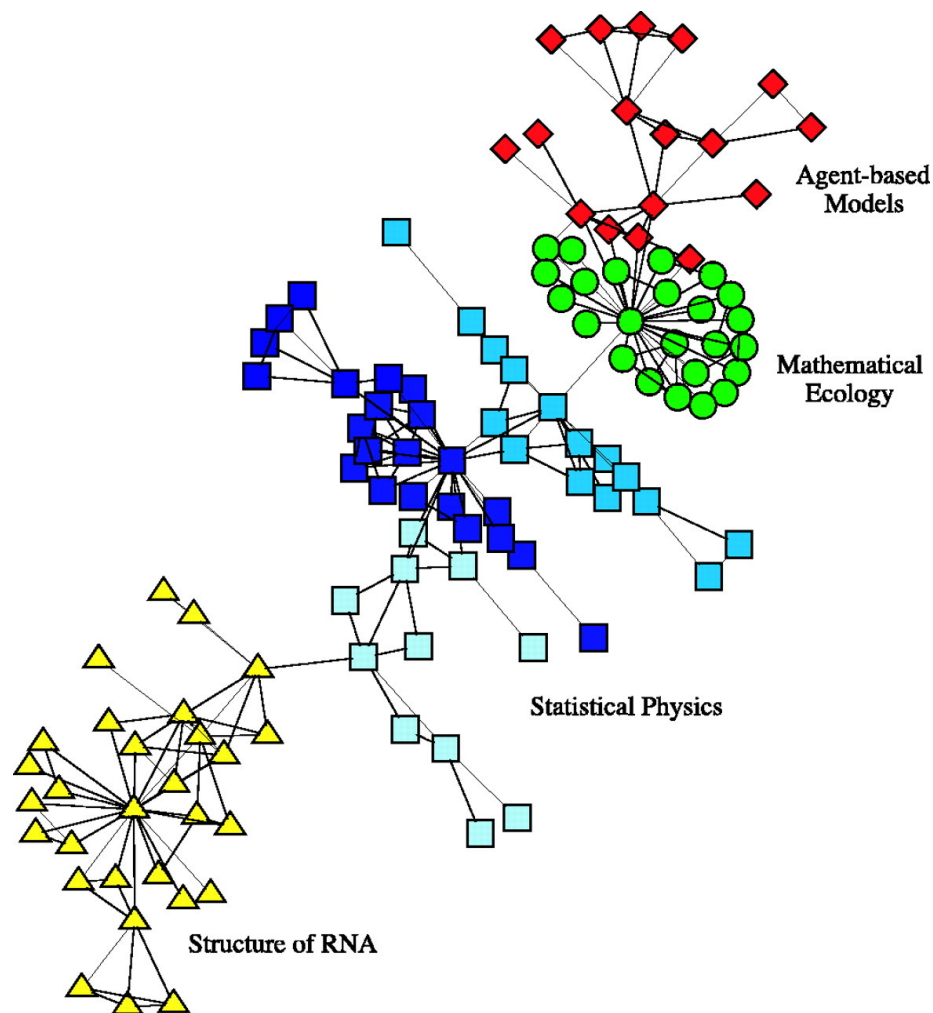 Agent-based
Models
Mathematical
Ecology
Statistical Physics
Structure of RNA